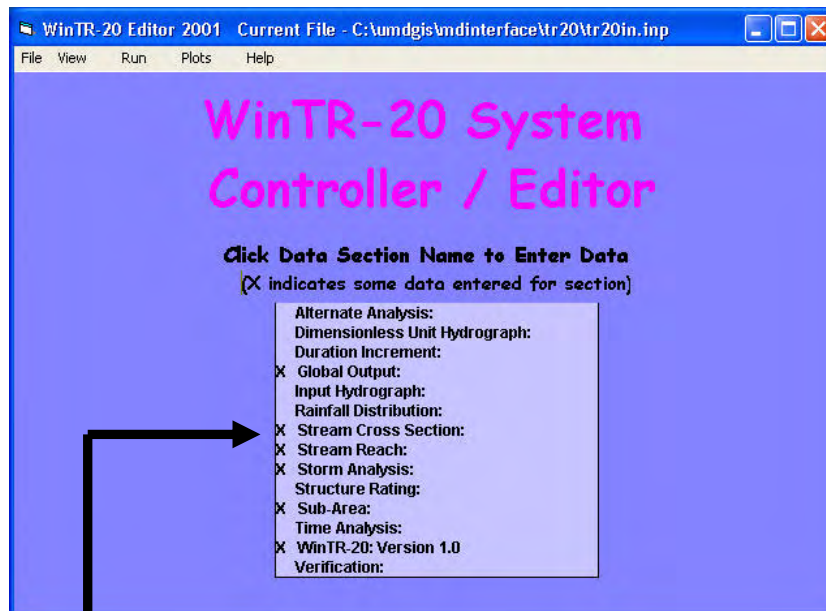 WinTR-20 Editor 2001 Current File - C:\umdgis\mdinterface\tr20\tr20in.inp
File View Run Plots Help
WinTR-20 System
Controller / Editor
Click Data Section Name to Enter Data
(X indicates some data entered for section)
Alternate Analysis:
Dimensionless Unit Hydrograph:
Duration Increment:
X Global Output:
Input Hydrograph:
Rainfall Distribution:
X Stream Cross Section:
X Stream Reach:
X Storm Analysis:
Structure Rating:
X Sub-Area:
Time Analysis:
X WinTR-20: Version 1.0
Verification: